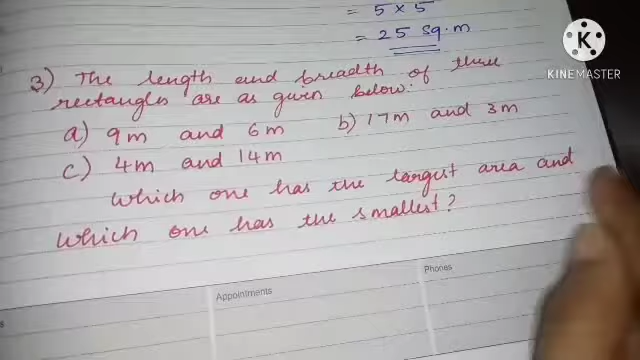 = 5 × 5
= 25 sq.m
K
KINEMASTER
3) The length and breadth of three
rectangles are as given below:
a) 9m and 6m b) 17m and 3m
c) 4m and 14m
Which one has the largest area and
which one has the smallest?
Appointments
Phones